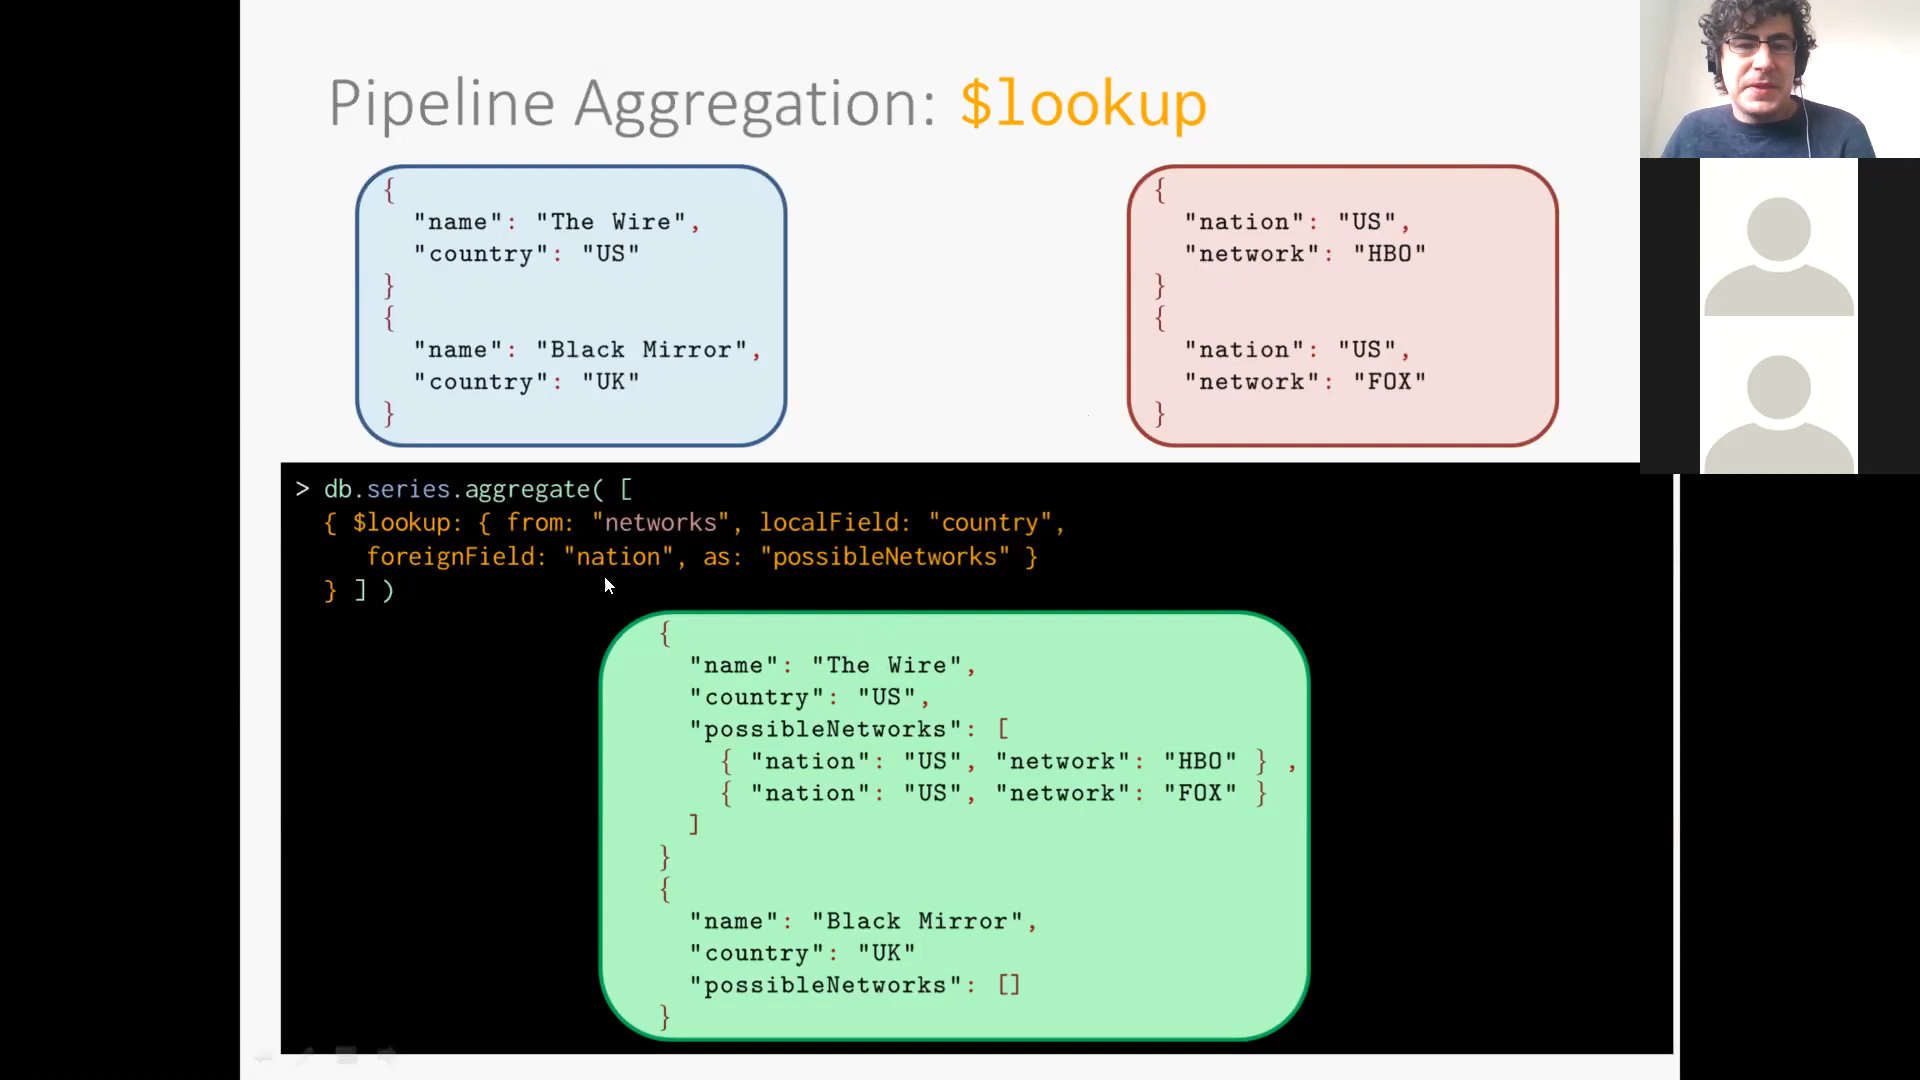 Pipeline Aggregation: $lookup
{
"name": "The Wire",
"country": "US"
}
{
"name": "Black Mirror",
"country": "UK"
}
{
"nation": "US",
"network": "HBO"
}
{
"nation": "US",
"network": "FOX"
}
> db.series.aggregate( [
{ $lookup: { from: "networks", localField: "country",
foreignField: "nation", as: "possibleNetworks" }
} ] )
{
"name": "The Wire",
"country": "US",
"possibleNetworks": [
{ "nation": "US", "network": "HBO" } ,
{ "nation": "US", "network": "FOX" }
]
}
{
"name": "Black Mirror",
"country": "UK"
"possibleNetworks": []
}